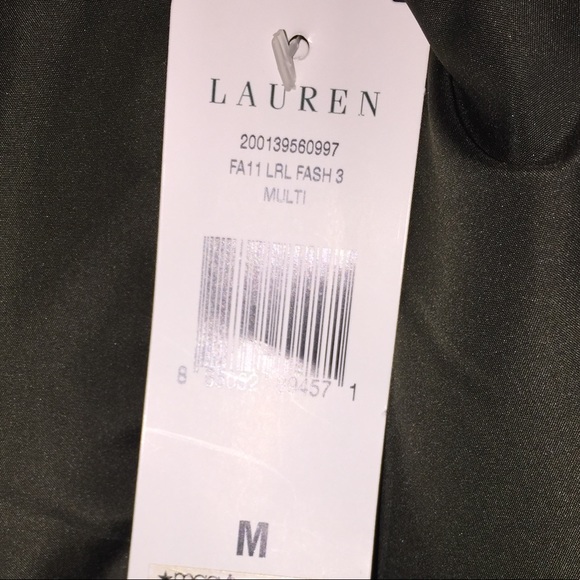 LAUREN
200139560997
FA11 LRL FASH 3
MULTI
M